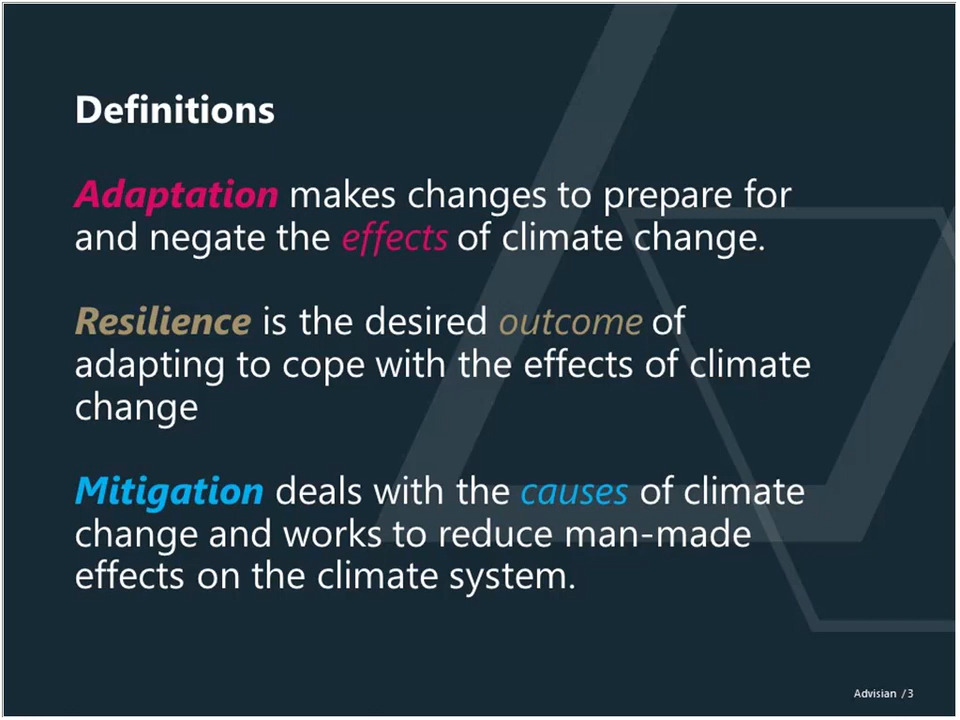 Definitions
Adaptation makes changes to prepare for
and negate the effects of climate change.
Resilience is the desired outcome of
adapting to cope with the effects of climate
change
Mitigation deals with the causes of climate
change and works to reduce man-made
effects on the climate system.
Advisian /3